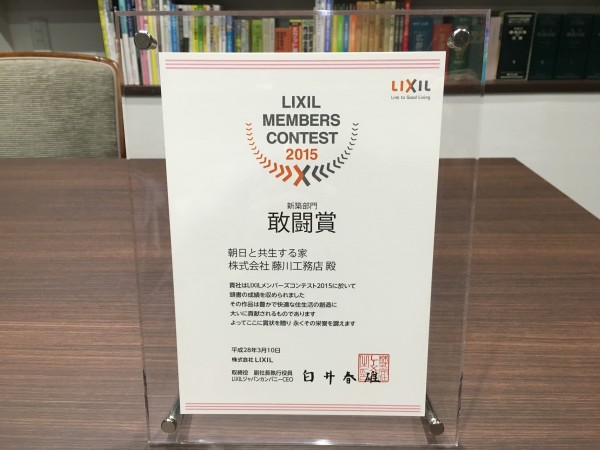 LIXIL
Link to Good Living
LIXIL
MEMBERS
CONTEST
2015
新築部門
敢闘賞
朝日と共生する家
株式会社 藤川工務店 殿
貴社はLIXILメンバーズコンテスト2015に於いて
頭書の成績を収められました
その作品は豊かで快適な住生活の創造に
大いに貢献されるものであります
よってここに賞状を贈り 永くその栄誉を讃えます
平成28年3月10日
株式会社 LIXIL
取締役 副社長執行役員
LIXILジャパンカンパニーCEO
臼井春雄